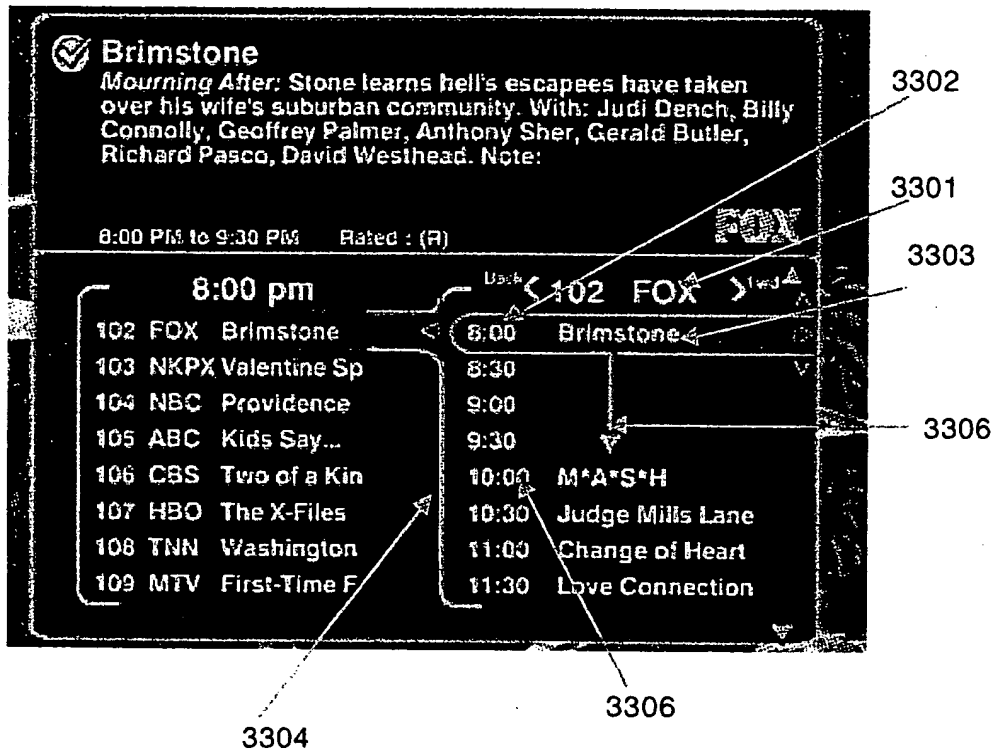 Brimstone
Mourning After: Stone learns hell's escapees have taken
over his wife's suburban community. With: Judi Dench, Billy
Connolly, Geoffrey Palmer, Anthony Sher, Gerald Butler,
Richard Pasco, David Westhead. Note:
8:00 PM to 9:30 PM Rated : (R)
FOX
8:00 pm
102 FOX Brimstone
103 NKPX Valentine Sp
104 NBC Providence
105 ABC Kids Say...
106 CBS Two of a Kin
107 HBO The X-Files
108 TNN Washington
109 MTV First-Time F
Back 102 FOX fwd
8:00 Brimstone
8:30
9:00
9:30
10:00 M*A*S*H
10:30 Judge Mills Lane
11:00 Change of Heart
11:30 Love Connection
3302
3301
3303
3306
3306
3304